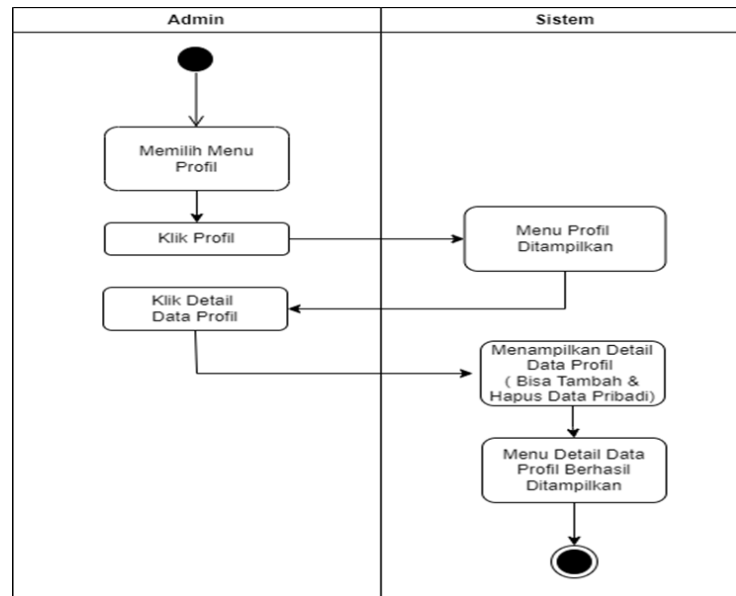 Admin
Sistem
Memilih Menu
Profil
Klik Profil
Menu Profil
Ditampilkan
Klik Detail
Data Profil
Menampilkan Detail
Data Profil
( Bisa Tambah &
Hapus Data Pribadi)
Menu Detail Data
Profil Berhasil
Ditampilkan